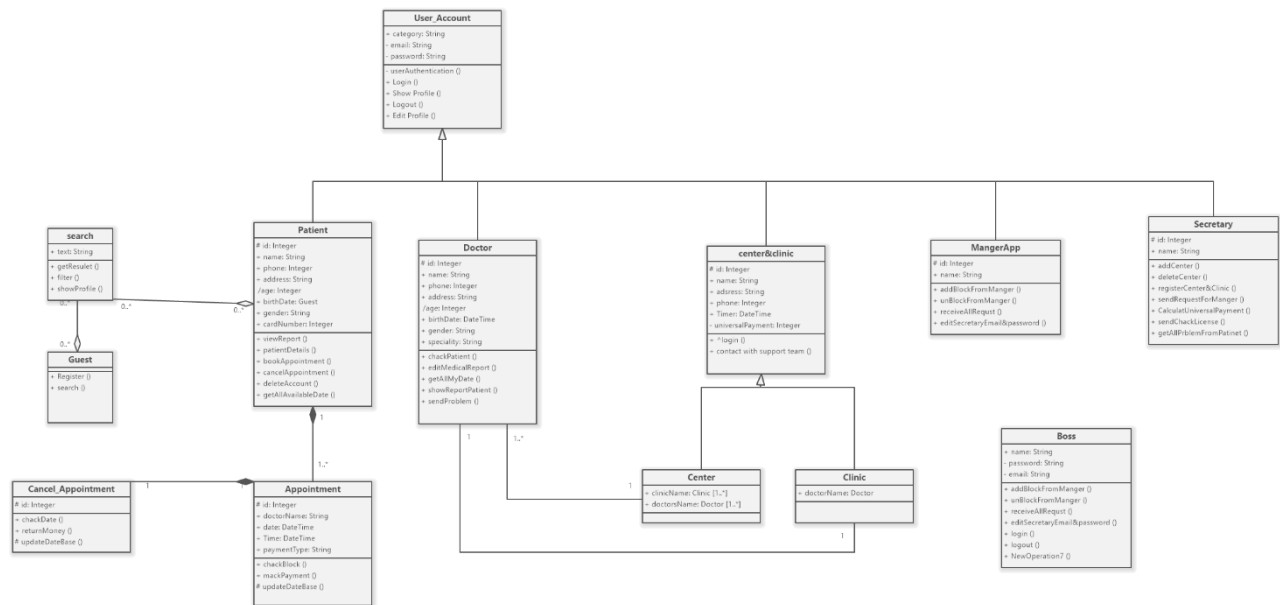 User_Account
+ category: String
- email: String
- password: String
- userAuthentication ()
+ Login ()
+ Show Profile ()
+ Logout ()
+ Edit Profile ()
search
+ text: String
+ getResulet ()
+ filter ()
+ showProfile ()
0..*
0..*
0..*
0..*
Guest
+ Register ()
+ search ()
Patient
# id: Integer
+ name: String
+ phone: Integer
+ address: String
/age: Integer
+ birthDate: Guest
+ gender: String
+ cardNumber: Integer
+ viewReport ()
+ patientDetails ()
+ bookAppointment ()
+ cancelAppointment ()
+ deleteAccount ()
+ getAllAvailableDate ()
1
1..*
Doctor
# id: Integer
+ name: String
+ phone: Integer
+ address: String
/age: Integer
+ birthDate: DateTime
+ gender: String
+ speciality: String
+ chackPatient ()
+ editMedicalReport ()
+ getAllMyDate ()
+ showReportPatient ()
+ sendProblem ()
1
1..*
center&clinic
# id: Integer
+ name: String
+ adsress: String
+ phone: Integer
+ Timer: DateTime
- universalPayment: Integer
+ ^login ()
+ contact with support team ()
MangerApp
# id: Integer
+ name: String
+ addBlockFromManger ()
+ unBlockFromManger ()
+ receiveAllRequst ()
+ editSecretaryEmail&password ()
Secretary
# id: Integer
+ name: String
+ addCenter ()
+ deleteCenter ()
+ registerCenter&Clinic ()
+ sendRequestForManger ()
+ CalculatUniversalPayment ()
+ sendChackLicense ()
+ getAllPrblemFromPatinet ()
Cancel_Appointment
# id: Integer
+ chackDate ()
+ returnMoney ()
# updateDateBase ()
1
1
Appointment
# id: Integer
+ doctorName: String
+ date: DateTime
+ Time: DateTime
+ paymentType: String
+ chackBlock ()
+ mackPayment ()
# updateDateBase ()
Center
+ clinicName: Clinic [1..*]
+ doctorsName: Doctor [1..*]
1
Clinic
+ doctorName: Doctor
1
Boss
+ name: String
- password: String
- email: String
+ addBlockFromManger ()
+ unBlockFromManger ()
+ receiveAllRequst ()
+ editSecretaryEmail&password ()
+ login ()
+ logout ()
+ NewOperation7 ()